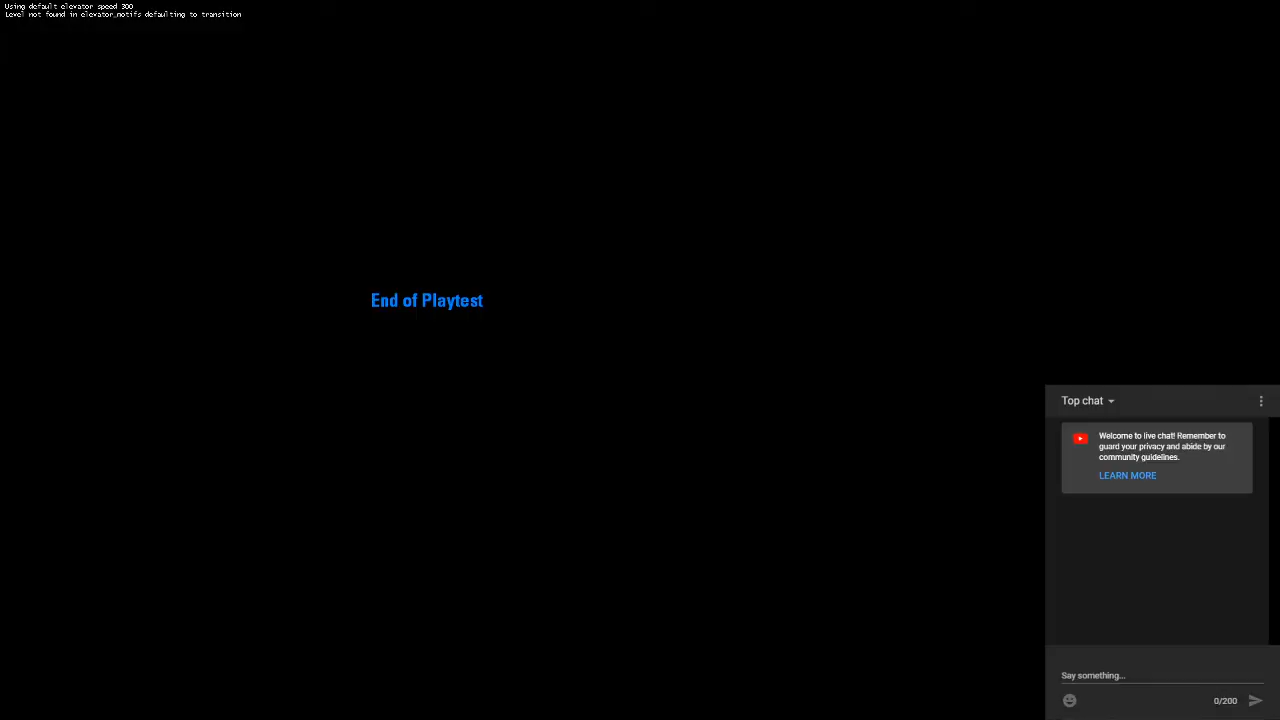 Using default elevator speed 300
Level not found in elevator_motifs defaulting to transition
End of Playtest
Top chat
Welcome to live chat! Remember to
guard your privacy and abide by our
community guidelines.
LEARN MORE
Say something...
0/200